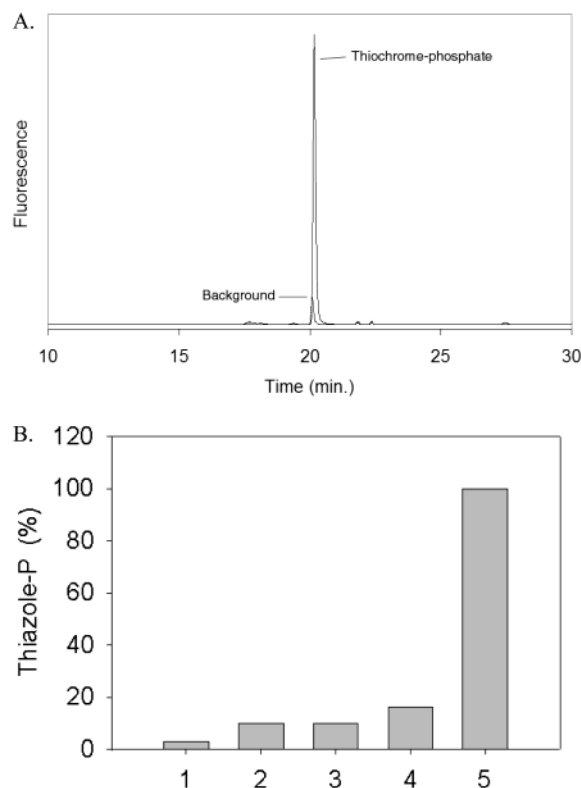 A.
Thiochrome-phosphate
Fluorescence
Background
10 15 20 25 30
Time (min.)
B.
120
100
80
60
40
20
0
Thiazole-P (%)
1 2 3 4 5